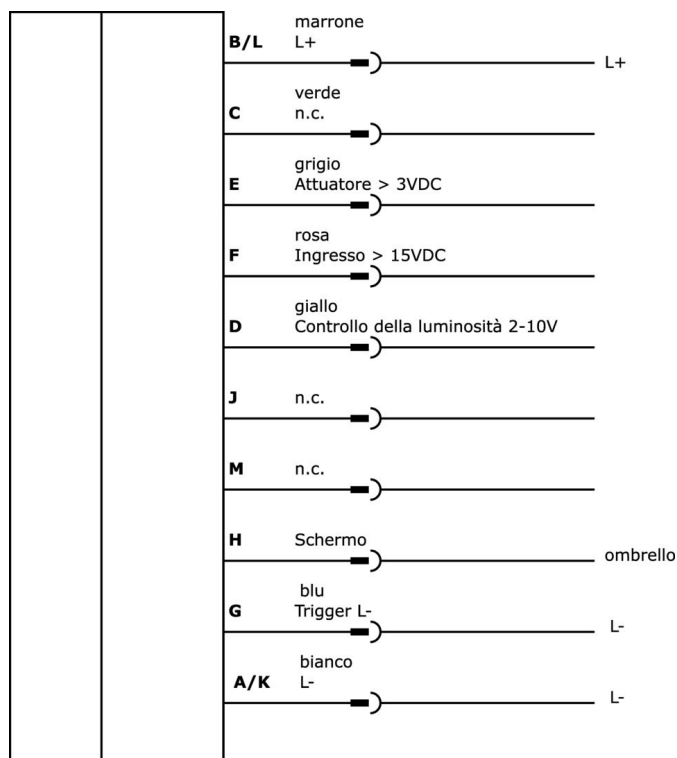 marrone
B/L L+
L+
verde
C n.c.
grigio
E Attuatore > 3VDC
rosa
F Ingresso > 15VDC
giallo
D Controllo della luminosità 2-10V
J n.c.
M n.c.
H Schermo
ombrello
blu
G Trigger L-
L-
bianco
A/K L-
L-